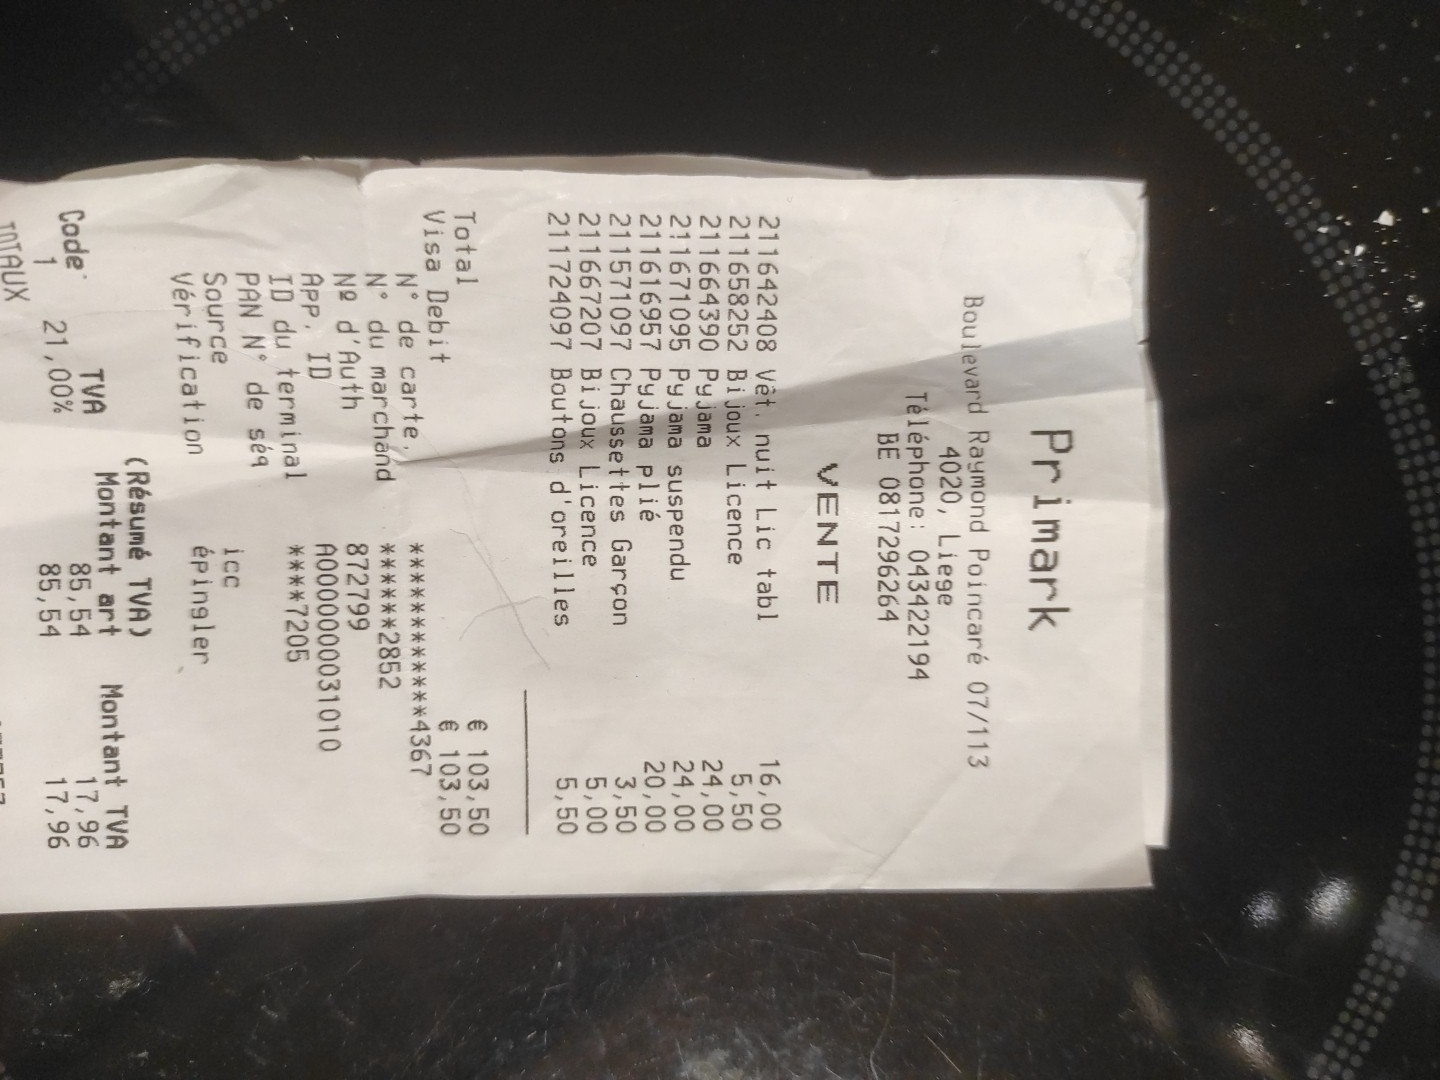 Primark
Boulevard Raymond Poincaré 07/113
4020, Liege
Téléphone: 043422194
BE 0817296264
VENTE
211642408 Vêt. nuit Lic tabl 16,00
211658252 Bijoux Licence 5,50
211664390 Pyjama 24,00
211671095 Pyjama suspendu 24,00
211616957 Pyjama plié 20,00
211571097 Chaussettes Garçon 3,50
211667207 Bijoux Licence 5,00
211724097 Boutons d'oreilles 5,50
Total € 103,50
Visa Debit € 103,50
N° de carte. ************4367
N° du marchand ******2852
Nº d'Auth 872799
App. ID A0000000031010
ID du terminal ****7205
PAN N° de séq
Source icc
Vérification épingler
(Résumé TVA)
Code TVA Montant art Montant TVA
1 21,00% 85,54 17,96
TOTAUX 85,54 17,96